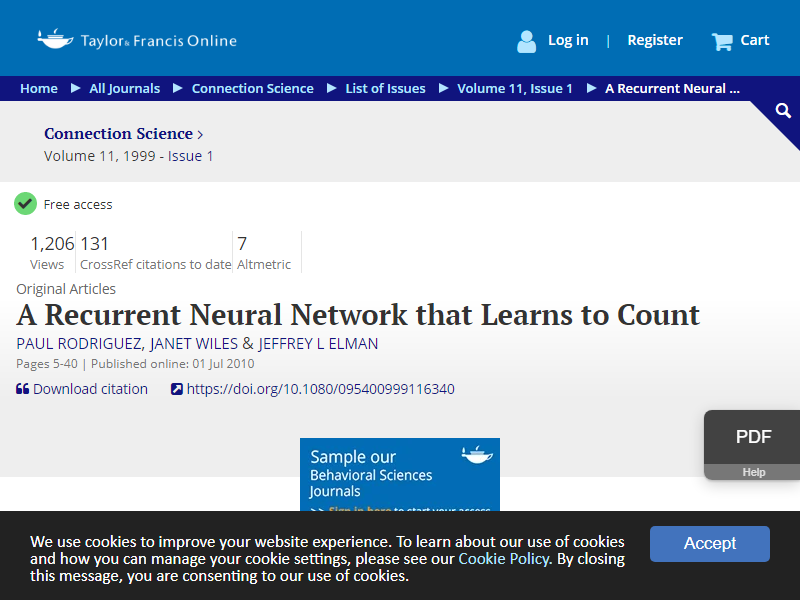 Taylor & Francis Online
Log in | Register Cart
Home All Journals Connection Science List of Issues Volume 11, Issue 1 A Recurrent Neural ...
Connection Science ›
Volume 11, 1999 - Issue 1
Free access
1,206 131 7
Views CrossRef citations to date Altmetric
Original Articles
A Recurrent Neural Network that Learns to Count
PAUL RODRIGUEZ, JANET WILES & JEFFREY L ELMAN
Pages 5-40 | Published online: 01 Jul 2010
Download citation https://doi.org/10.1080/095400999116340
PDF
Help
Sample our
Behavioral Sciences
Journals
>> Sign in here to start your access
We use cookies to improve your website experience. To learn about our use of cookies
and how you can manage your cookie settings, please see our Cookie Policy. By closing
this message, you are consenting to our use of cookies.
Accept